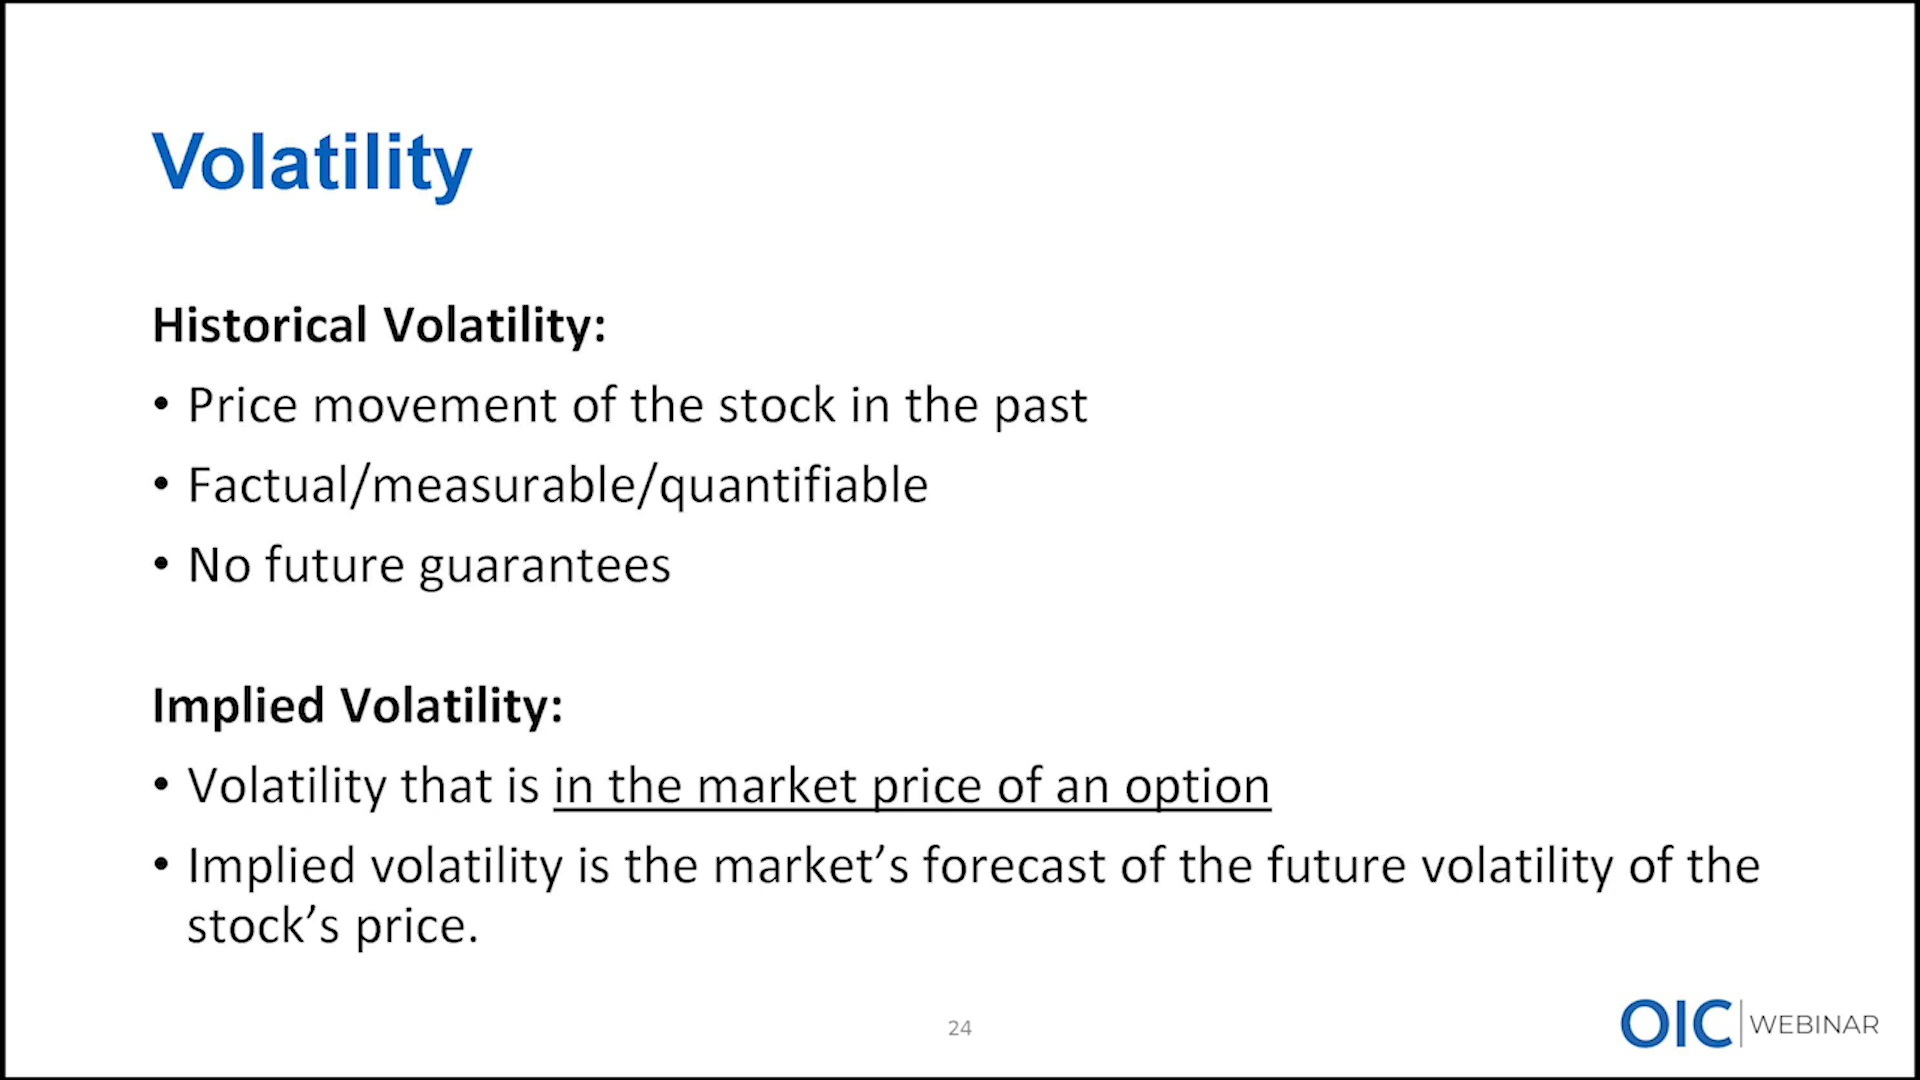 Volatility
Historical Volatility:
• Price movement of the stock in the past
• Factual/measurable/quantifiable
• No future guarantees
Implied Volatility:
• Volatility that is in the market price of an option
• Implied volatility is the market’s forecast of the future volatility of the
stock’s price.
24
OIC WEBINAR